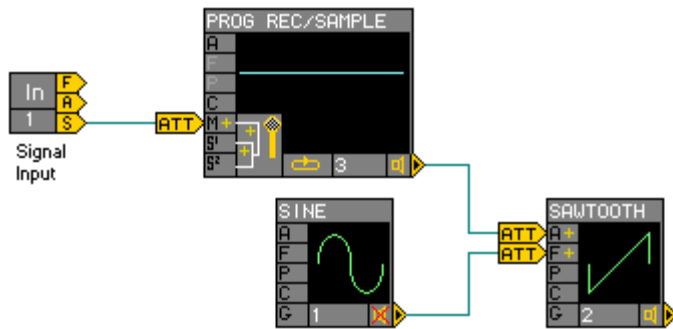 PROG REC/SAMPLE
A
F
P
C
M+
S¹
S²
3
In
1
F
A
S
ATT
Signal
Input
SINE
A
F
P
C
G
1
ATT
ATT
SAWTOOTH
A+
F+
P
C
G
2